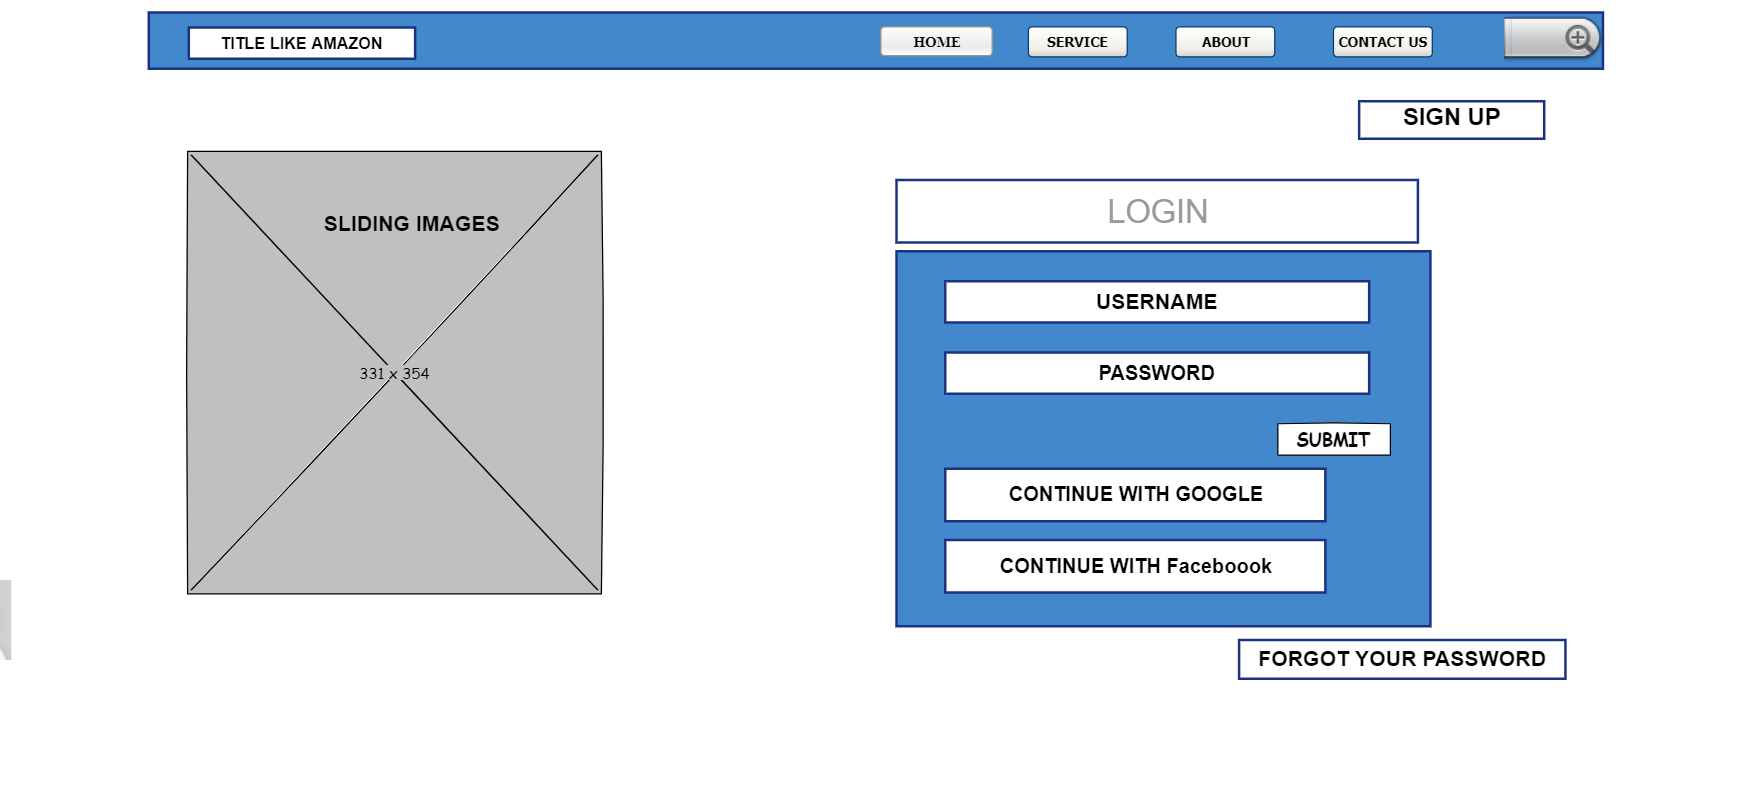 TITLE LIKE AMAZON
HOME
SERVICE
ABOUT
CONTACT US
SIGN UP
SLIDING IMAGES
331 x 354
LOGIN
USERNAME
PASSWORD
SUBMIT
CONTINUE WITH GOOGLE
CONTINUE WITH Faceboook
FORGOT YOUR PASSWORD